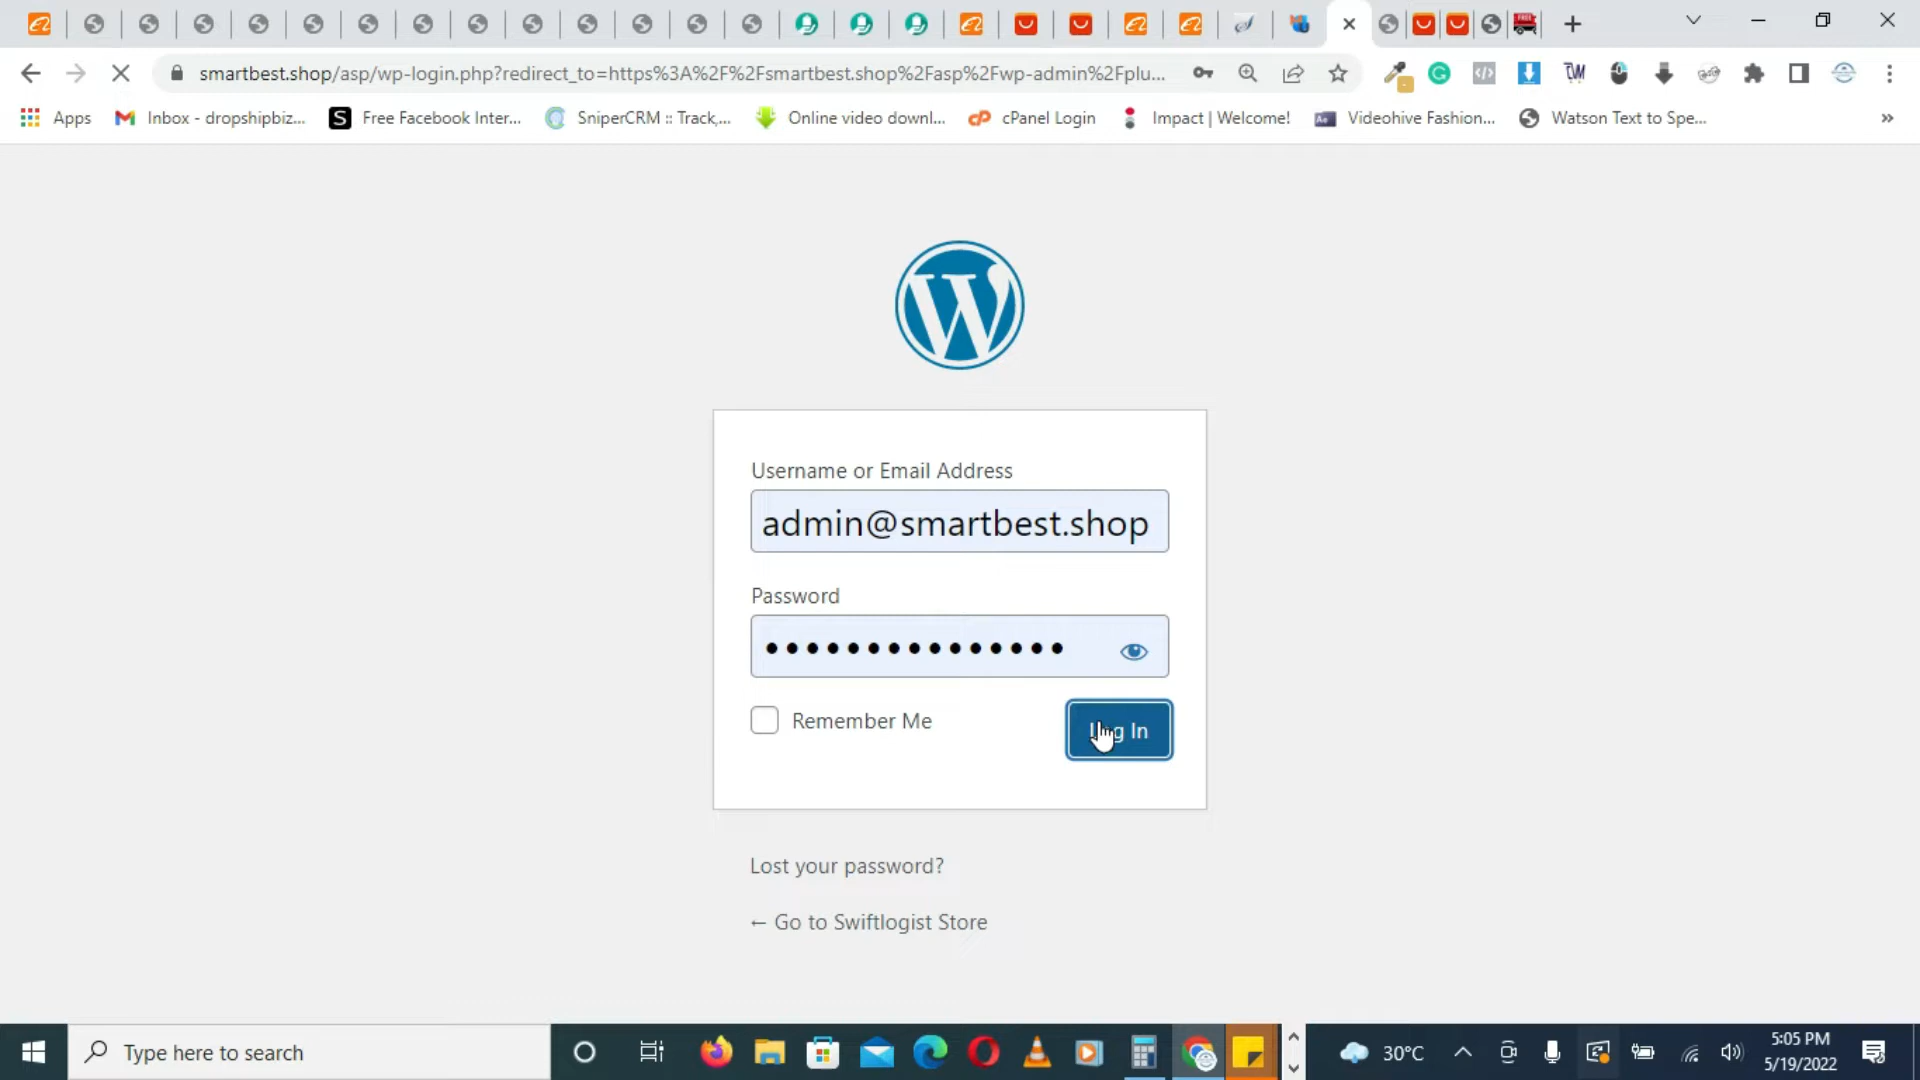 smartbest.shop/asp/wp-login.php?redirect_to=https%3A%2F%2Fsmartbest.shop%2Fasp%2Fwp-admin%2Fplu...
Apps
Inbox - dropshipbiz...
Free Facebook Inter...
SniperCRM :: Track,...
Online video downl...
cPanel Login
Impact | Welcome!
Videohive Fashion...
Watson Text to Spe...
»
Username or Email Address
admin@smartbest.shop
Password
Remember Me
Log In
Lost your password?
← Go to Swiftlogist Store
Type here to search
30°C
5:05 PM
5/19/2022